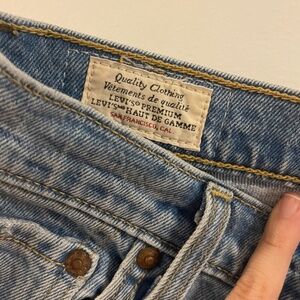 Quality Clothing
Vêtements de qualité
LEVI'S® PREMIUM
LEVI'S® HAUT DE GAMME
SAN FRANCISCO, CAL.